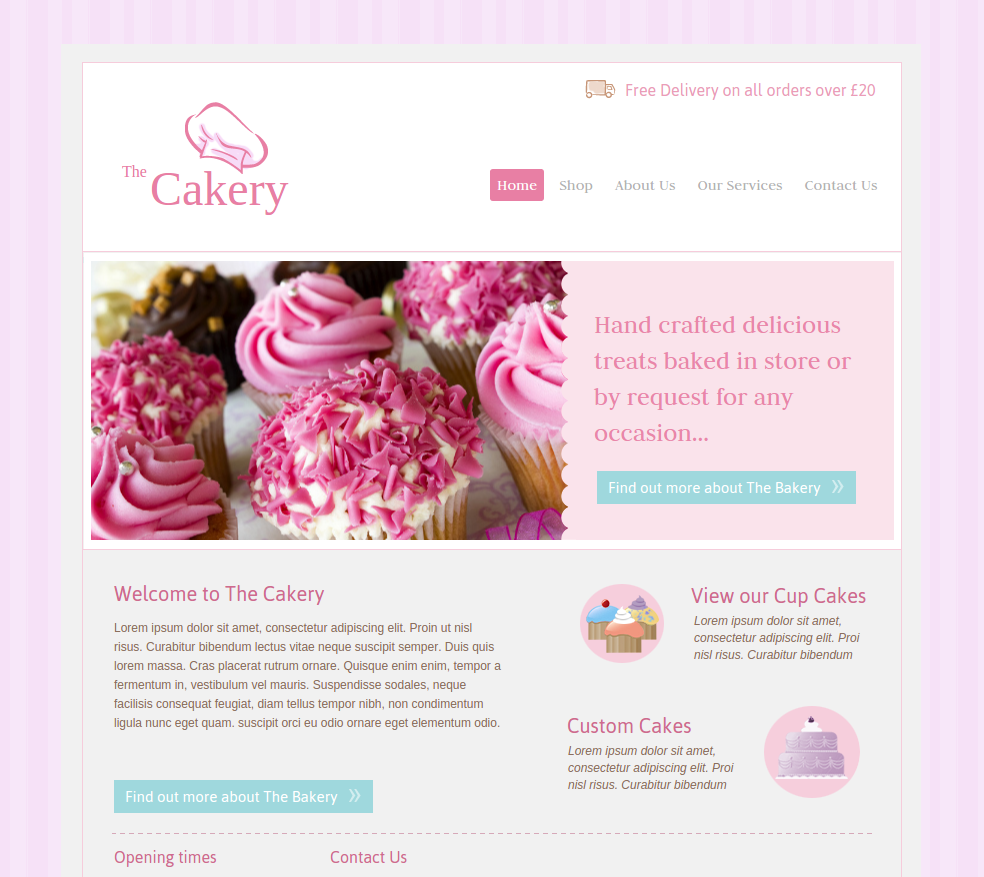 Free Delivery on all orders over £20
The
Cakery
Home Shop About Us Our Services Contact Us
Hand crafted delicious
treats baked in store or
by request for any
occasion...
Find out more about The Bakery »
Welcome to The Cakery
Lorem ipsum dolor sit amet, consectetur adipiscing elit. Proin ut nisl
risus. Curabitur bibendum lectus vitae neque suscipit semper. Duis quis
lorem massa. Cras placerat rutrum ornare. Quisque enim enim, tempor a
fermentum in, vestibulum vel mauris. Suspendisse sodales, neque
facilisis consequat feugiat, diam tellus tempor nibh, non condimentum
ligula nunc eget quam. suscipit orci eu odio ornare eget elementum odio.
Find out more about The Bakery »
View our Cup Cakes
Lorem ipsum dolor sit amet,
consectetur adipiscing elit. Proi
nisl risus. Curabitur bibendum
Custom Cakes
Lorem ipsum dolor sit amet,
consectetur adipiscing elit. Proi
nisl risus. Curabitur bibendum
Opening times
Contact Us